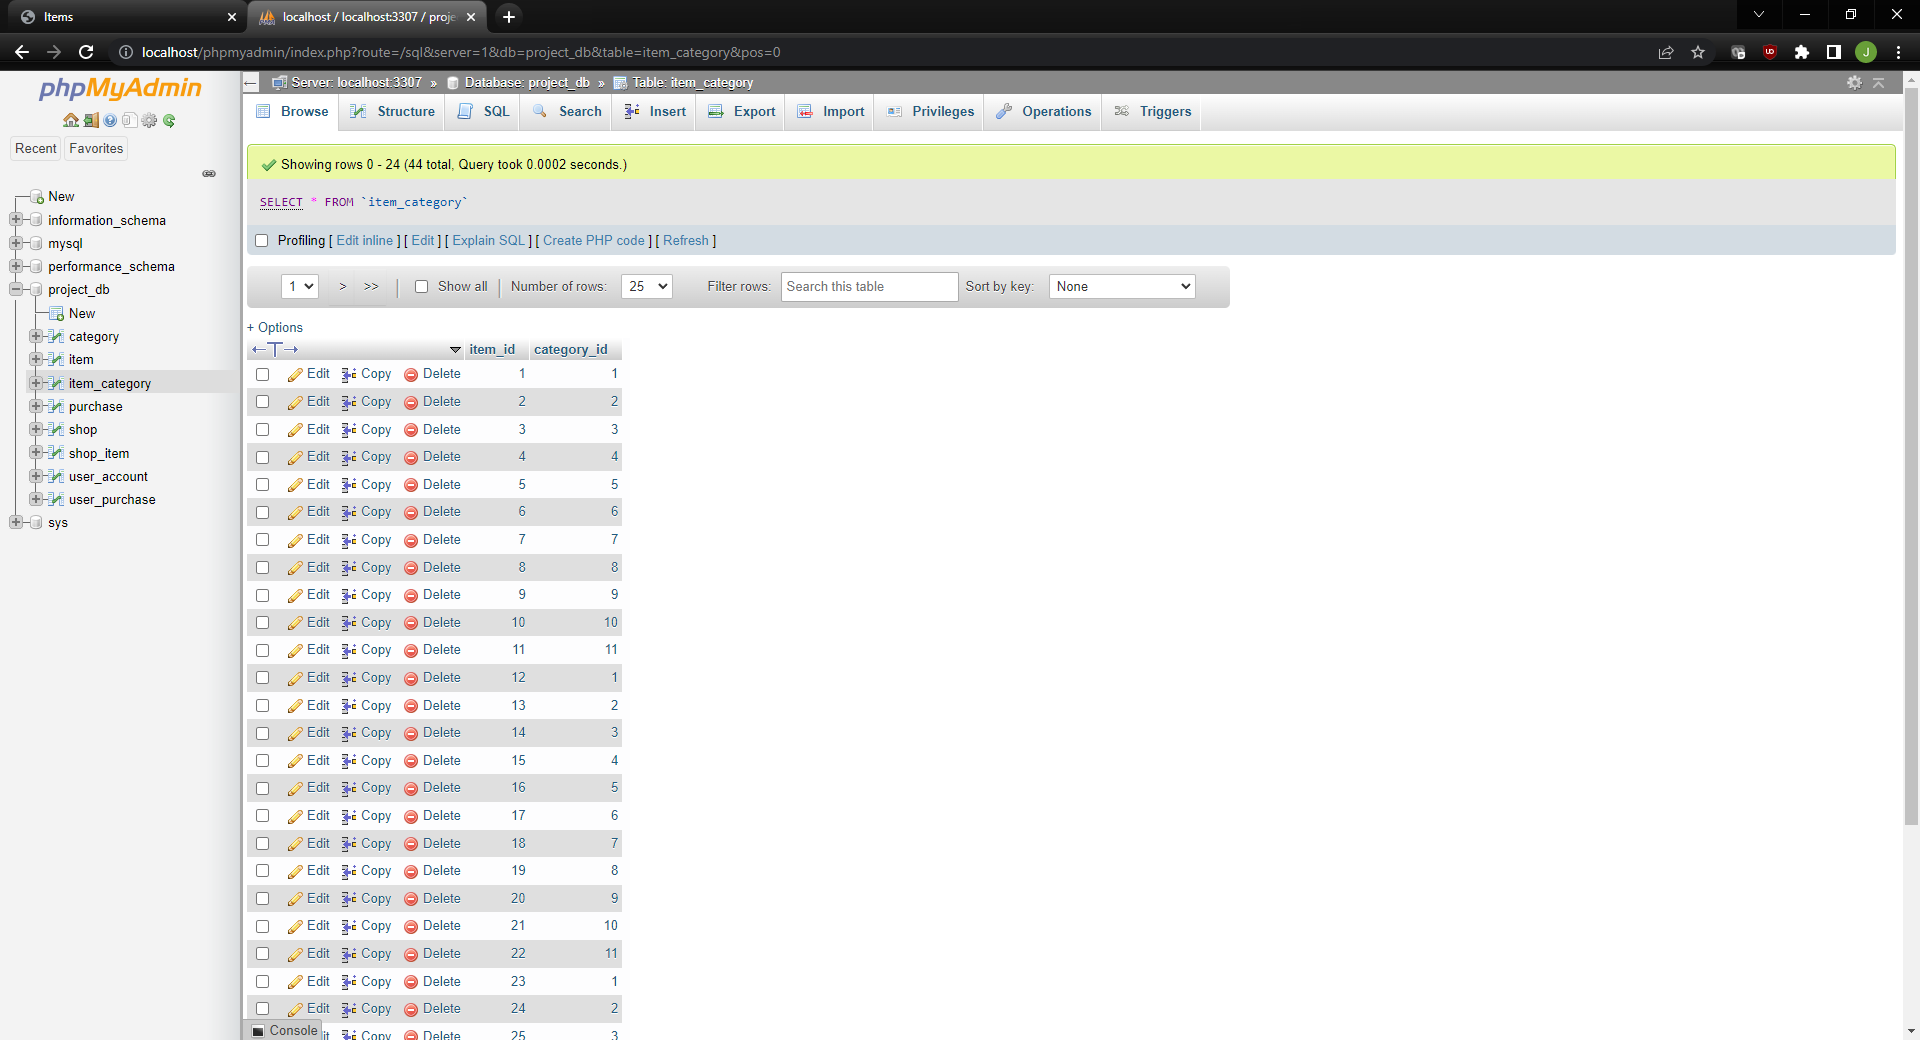 Items
localhost / localhost:3307 / proje
localhost/phpmyadmin/index.php?route=/sql&server=1&db=project_db&table=item_category&pos=0
J
phpMyAdmin
Recent Favorites
New
information_schema
mysql
performance_schema
project_db
New
category
item
item_category
purchase
shop
shop_item
user_account
user_purchase
sys
Server: localhost:3307 » Database: project_db » Table: item_category
Browse Structure SQL Search Insert Export Import Privileges Operations Triggers
Showing rows 0 - 24 (44 total, Query took 0.0002 seconds.)
SELECT * FROM `item_category`
Profiling [ Edit inline ] [ Edit ] [ Explain SQL ] [ Create PHP code ] [ Refresh ]
1 > >> | Show all | Number of rows: 25 Filter rows: Search this table Sort by key: None
+ Options
←T→ item_id category_id
Edit Copy Delete 1 1
Edit Copy Delete 2 2
Edit Copy Delete 3 3
Edit Copy Delete 4 4
Edit Copy Delete 5 5
Edit Copy Delete 6 6
Edit Copy Delete 7 7
Edit Copy Delete 8 8
Edit Copy Delete 9 9
Edit Copy Delete 10 10
Edit Copy Delete 11 11
Edit Copy Delete 12 1
Edit Copy Delete 13 2
Edit Copy Delete 14 3
Edit Copy Delete 15 4
Edit Copy Delete 16 5
Edit Copy Delete 17 6
Edit Copy Delete 18 7
Edit Copy Delete 19 8
Edit Copy Delete 20 9
Edit Copy Delete 21 10
Edit Copy Delete 22 11
Edit Copy Delete 23 1
Edit Copy Delete 24 2
Console it Copy Delete 25 3